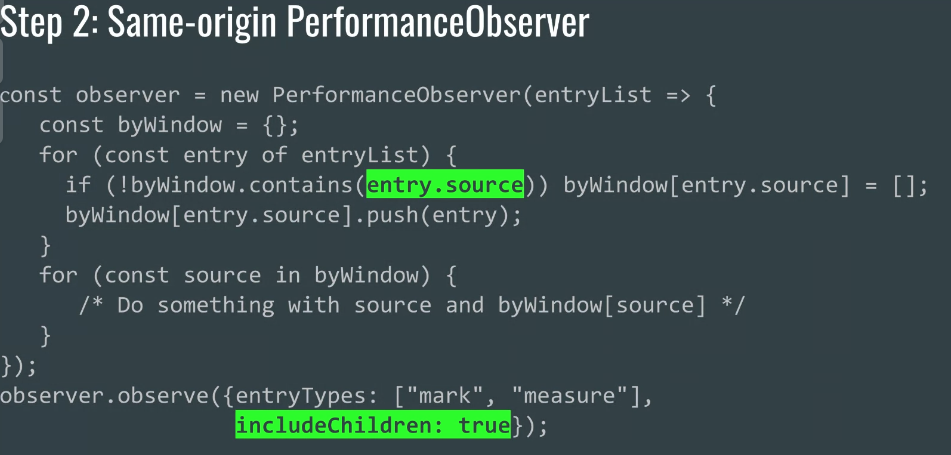 Step 2: Same-origin PerformanceObserver
const observer = new PerformanceObserver(entryList => {
   const byWindow = {};
   for (const entry of entryList) {
     if (!byWindow.contains(entry.source)) byWindow[entry.source] = [];
     byWindow[entry.source].push(entry);
   }
   for (const source in byWindow) {
      /* Do something with source and byWindow[source] */
   }
});
observer.observe({entryTypes: ["mark", "measure"],
                  includeChildren: true});